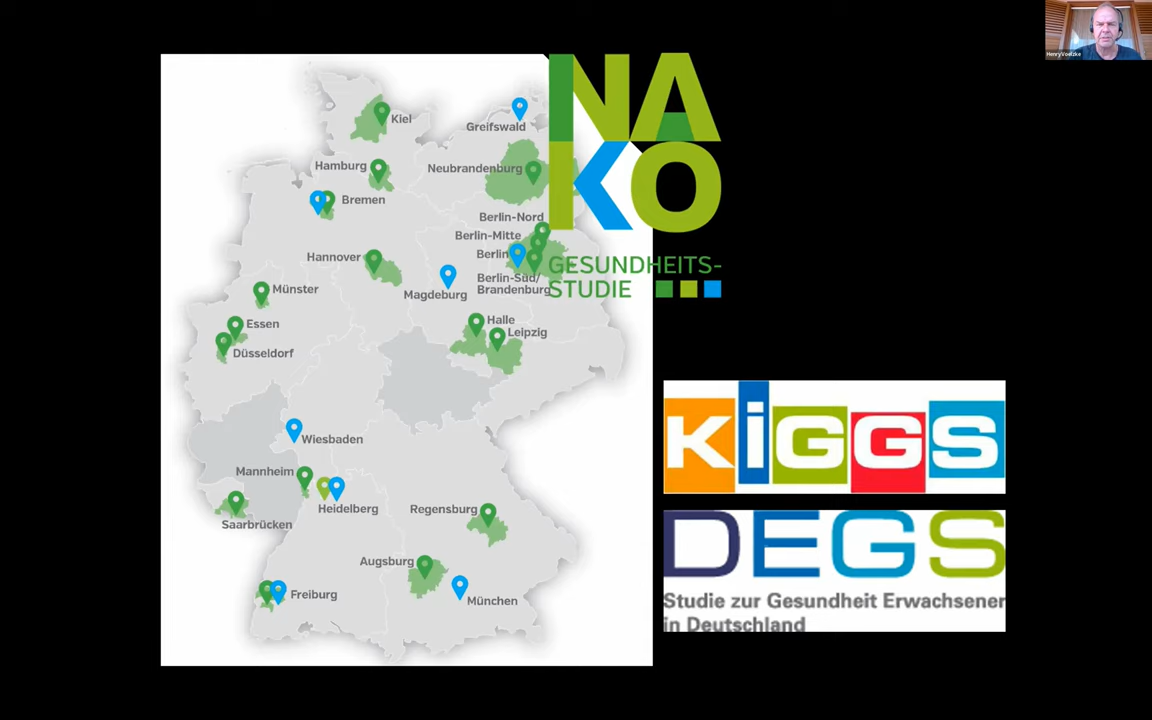 HenryVoelzke
NA
KO
GESUNDHEITS-
STUDIE
Kiel
Greifswald
Hamburg
Neubrandenburg
Bremen
Berlin-Nord
Berlin-Mitte
Berlin
Hannover
Berlin-Süd/
Brandenburg
Magdeburg
Münster
Halle
Essen
Leipzig
Düsseldorf
Wiesbaden
Mannheim
Heidelberg
Regensburg
Saarbrücken
Augsburg
Freiburg
München
KiGGS
DEGS
Studie zur Gesundheit Erwachsener
in Deutschland